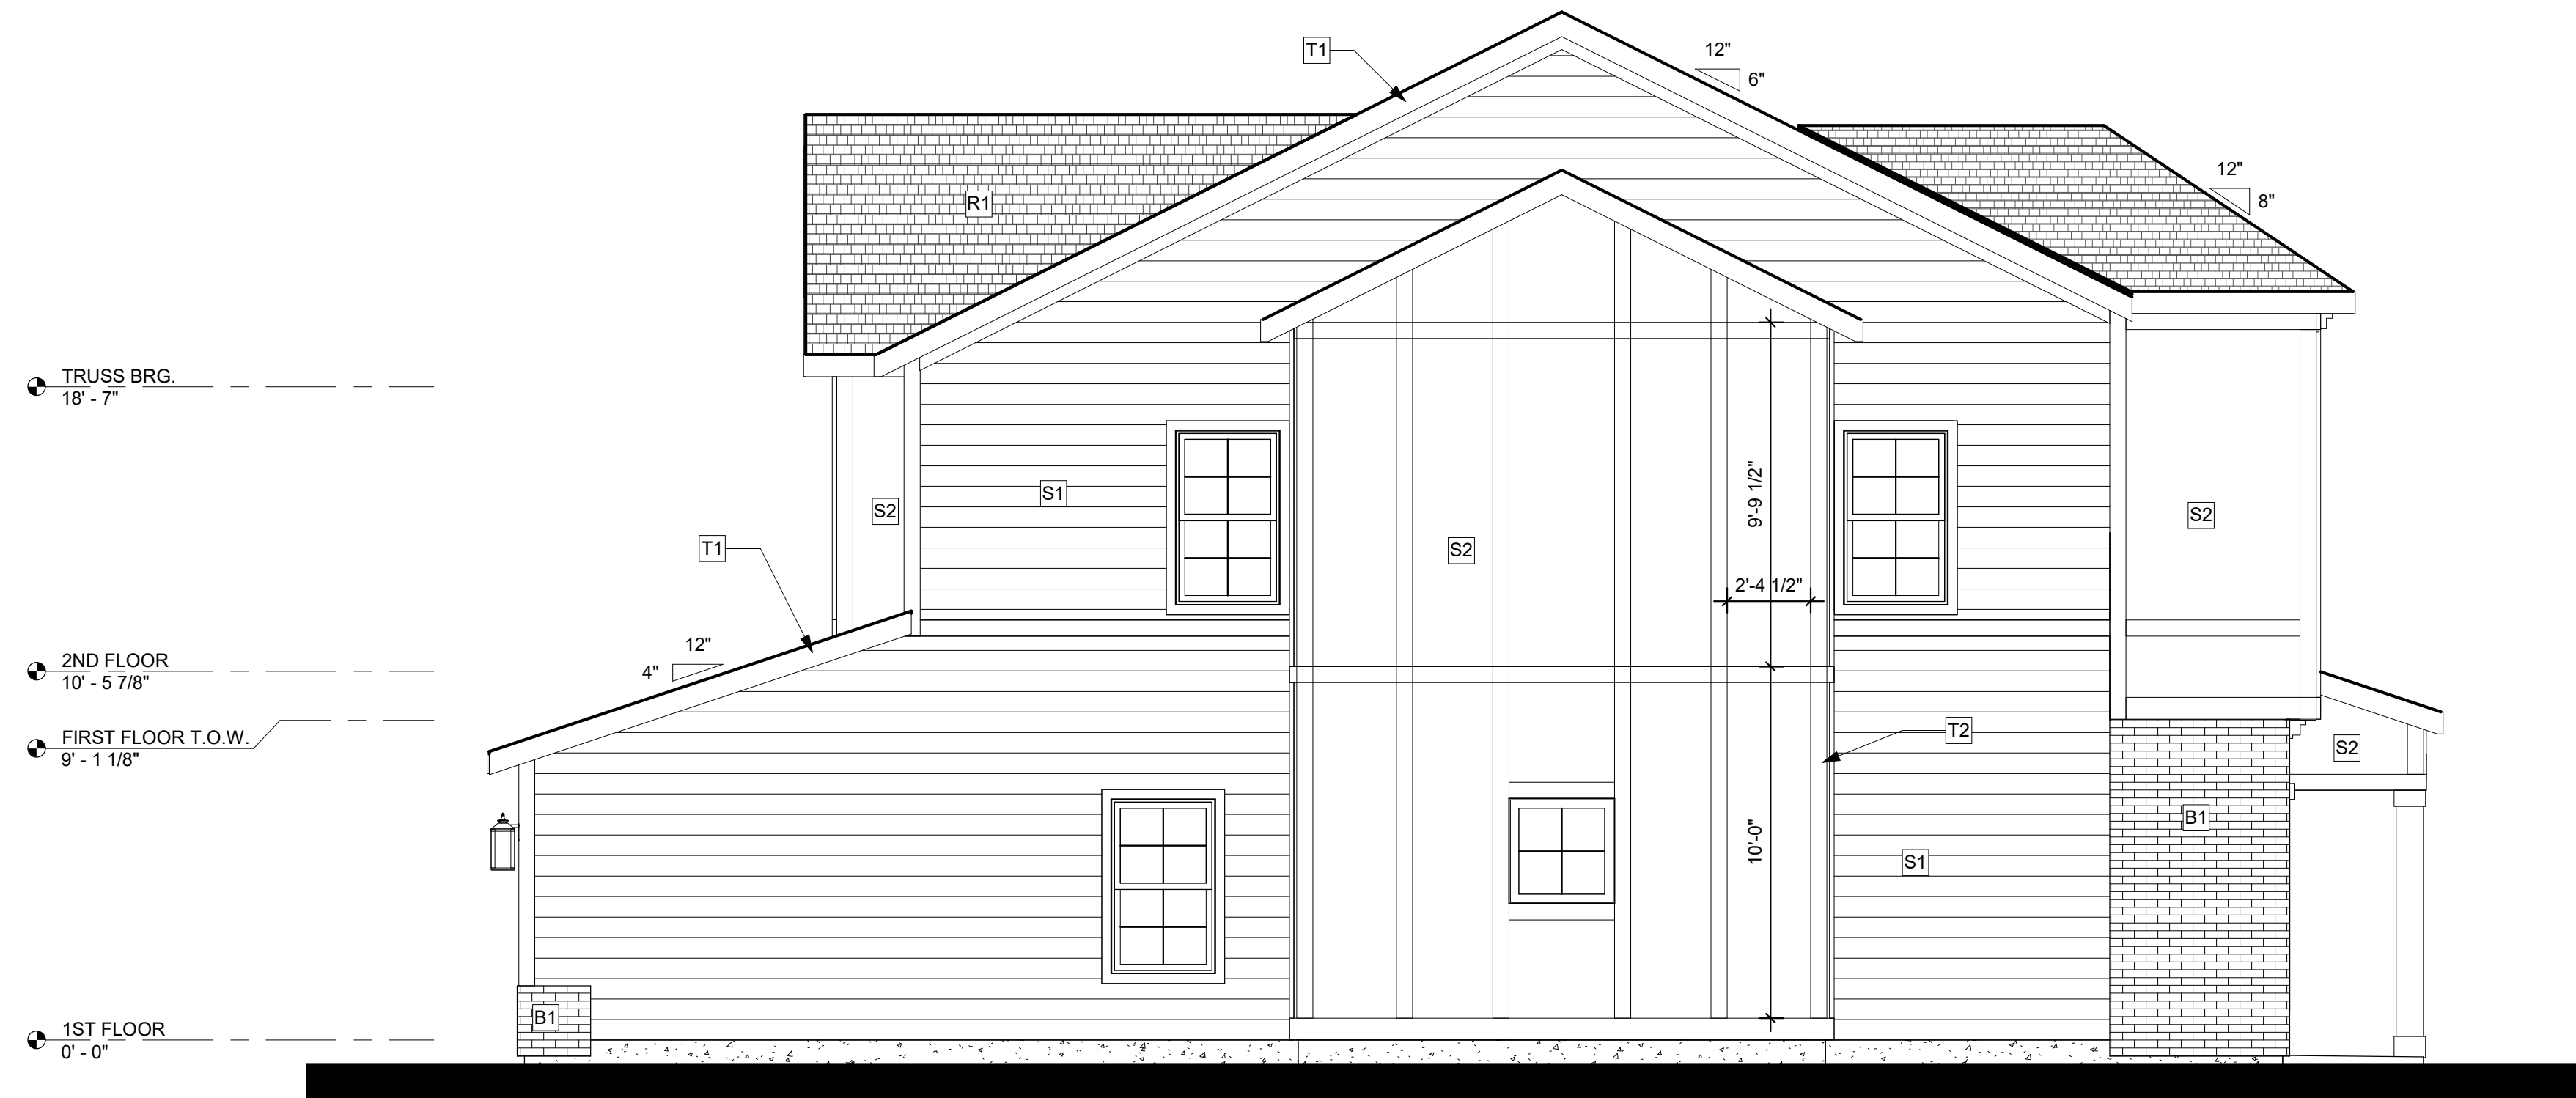 T1
12"
6"
12"
8"
R1
TRUSS BRG.
18' - 7"
S1
S2
S2
S2
9'-9 1/2"
T1
2'-4 1/2"
12"
4"
2ND FLOOR
10' - 5 7/8"
FIRST FLOOR T.O.W.
9' - 1 1/8"
T2
S2
B1
10'-0"
S1
B1
1ST FLOOR
0' - 0"